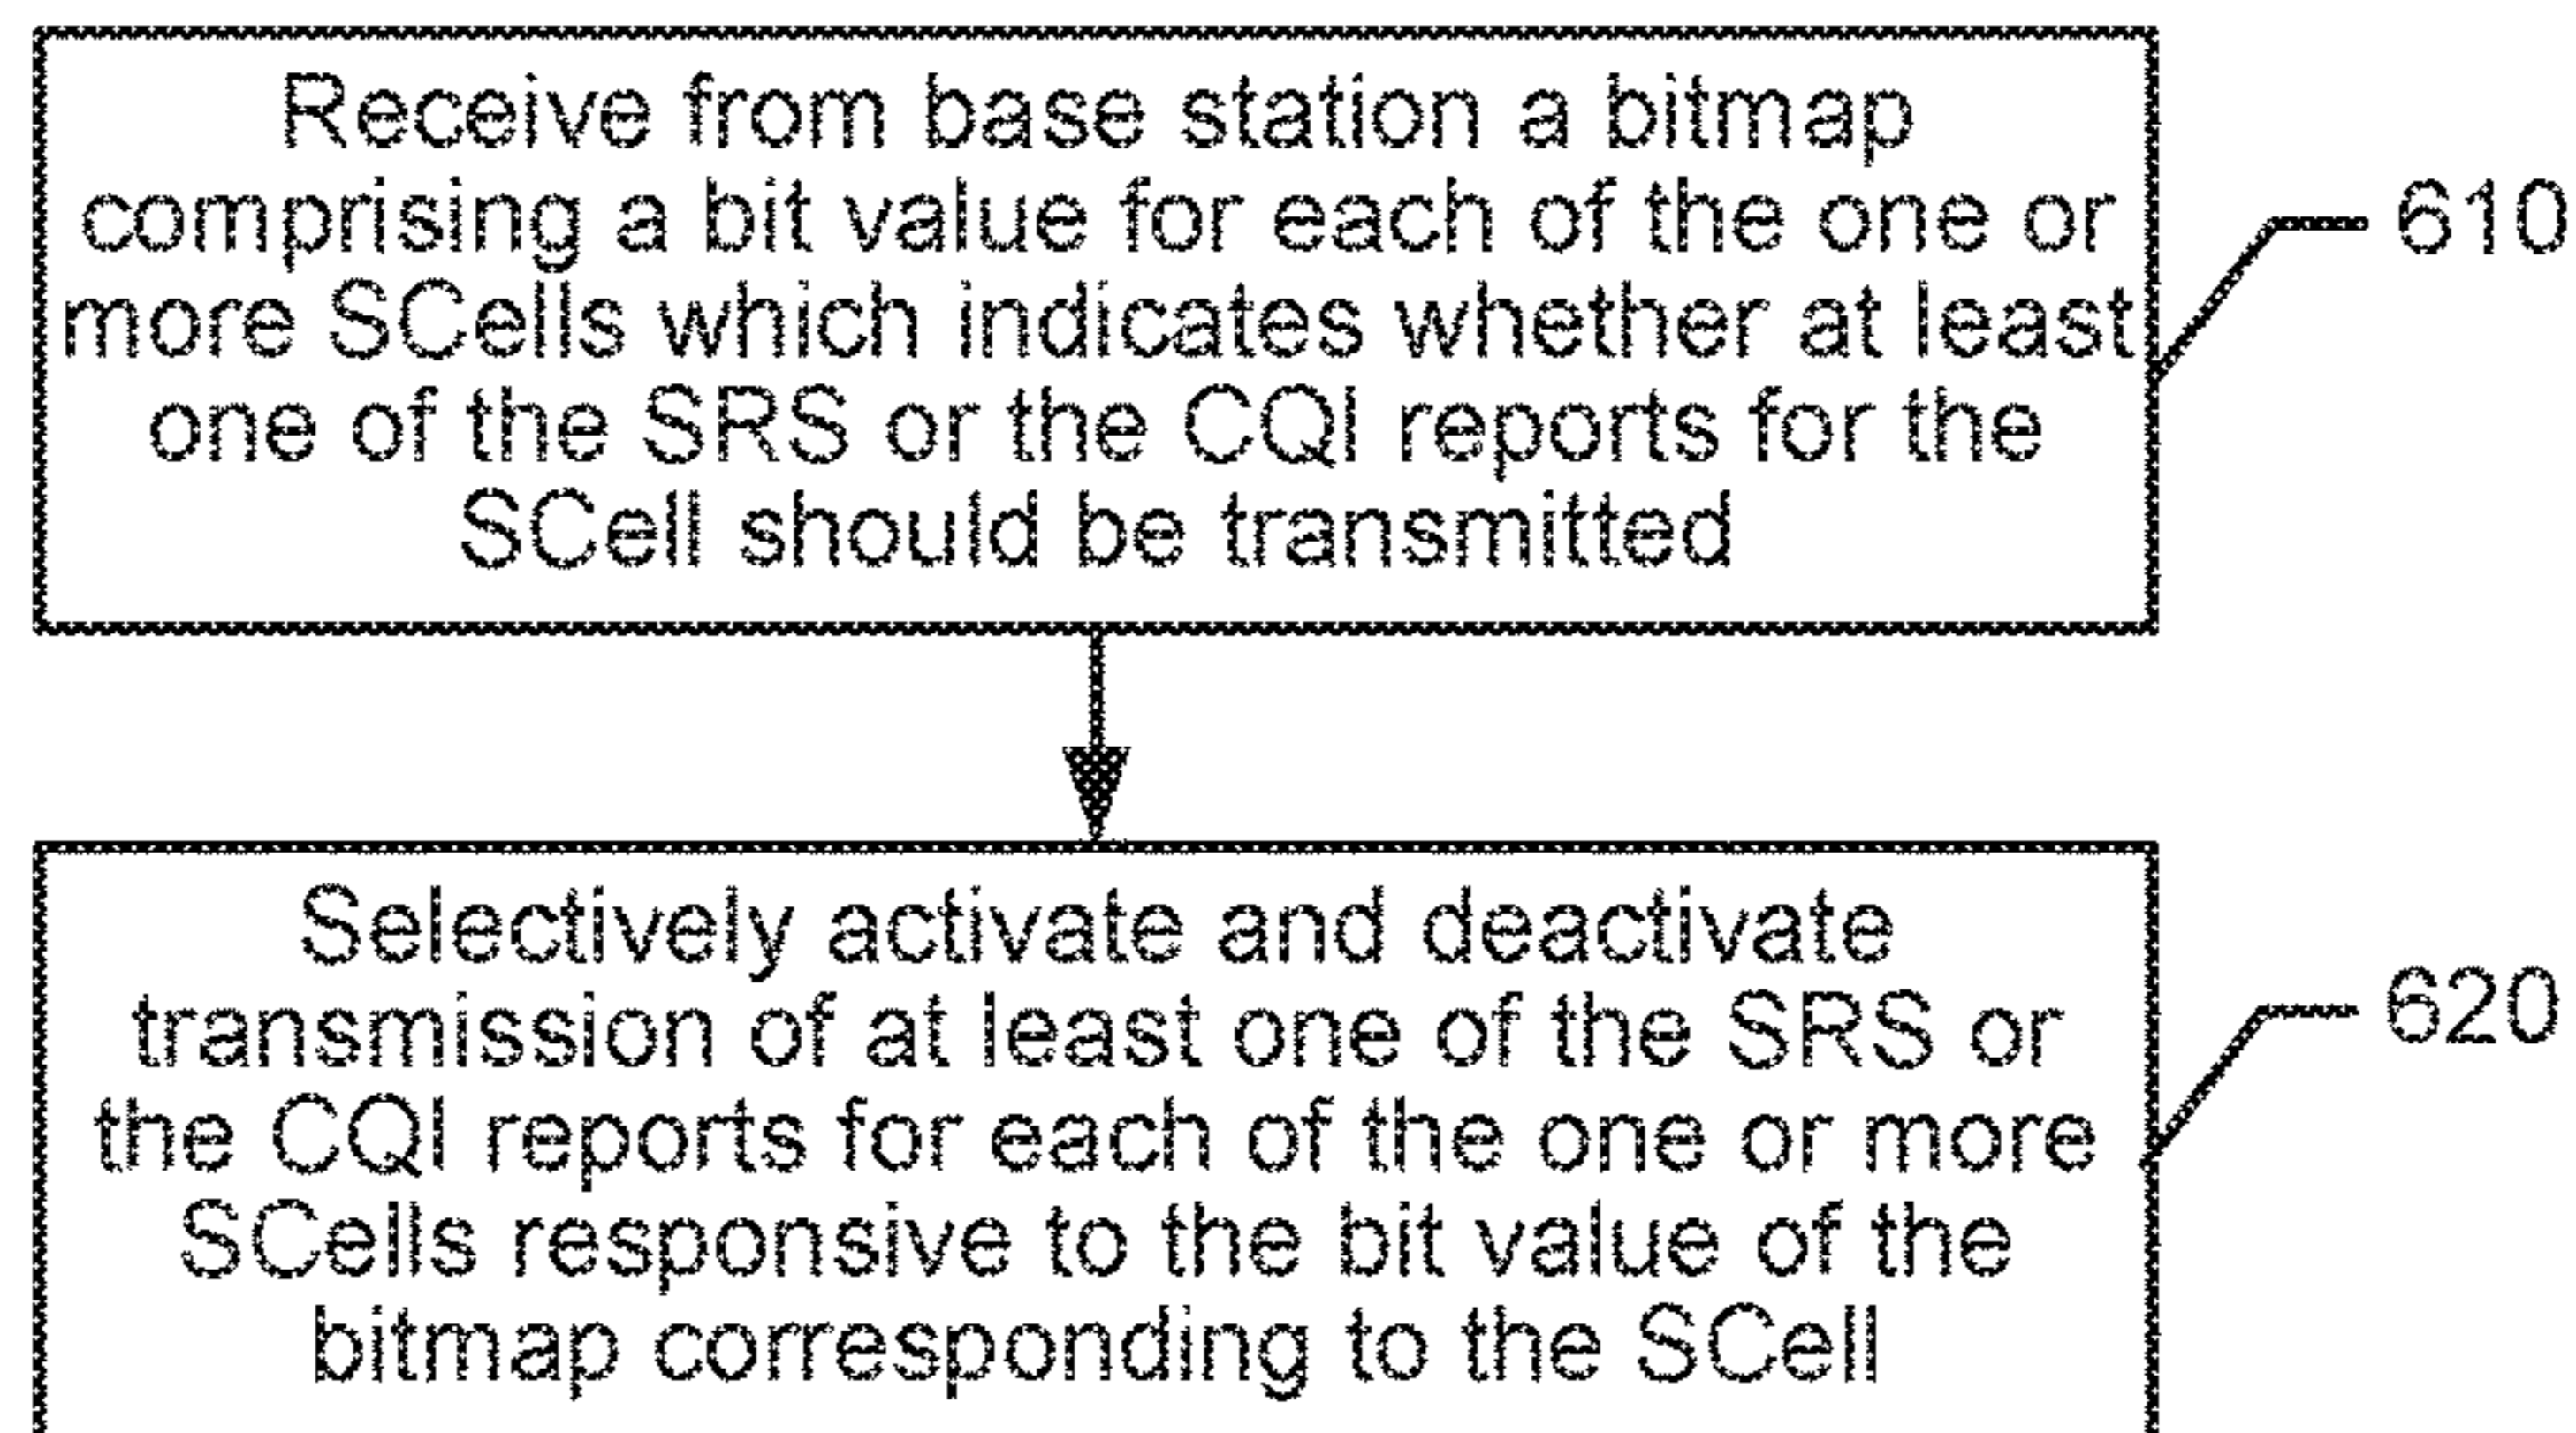 Receive from base station a bitmap
comprising a bit value for each of the one or
more SCells which indicates whether at least
one of the SRS or the CQI reports for the
SCell should be transmitted
610
Selectively activate and deactivate
transmission of at least one of the SRS or
the CQI reports for each of the one or more
SCells responsive to the bit value of the
bitmap corresponding to the SCell
620